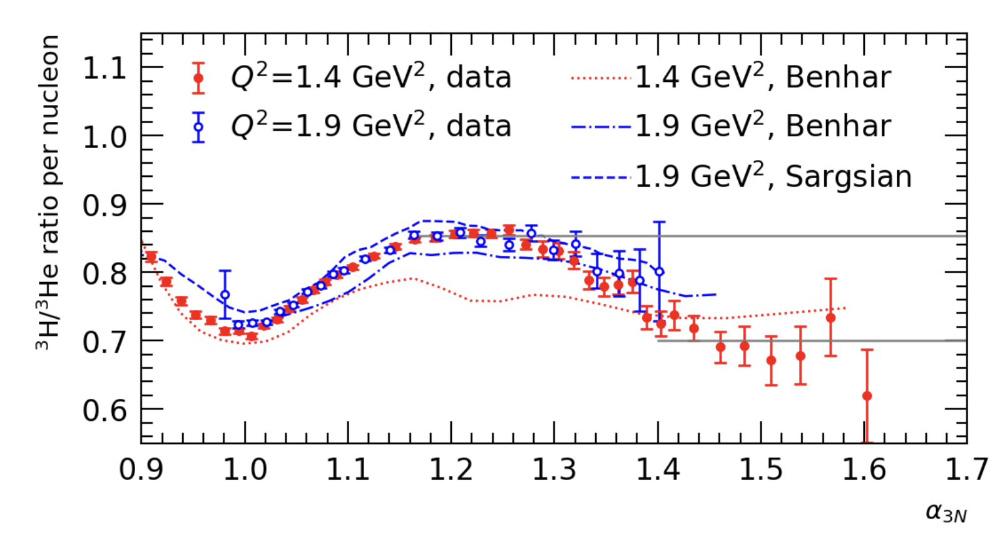 ³H/³He ratio per nucleon
1.1
1.0
0.9
0.8
0.7
0.6
Q²=1.4 GeV², data
Q²=1.9 GeV², data
1.4 GeV², Benhar
1.9 GeV², Benhar
1.9 GeV², Sargsian
0.9 1.0 1.1 1.2 1.3 1.4 1.5 1.6 1.7
α₃N